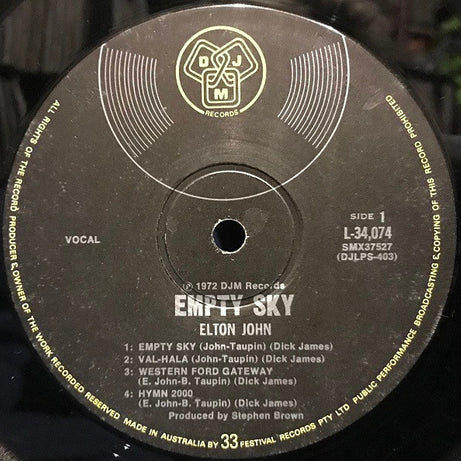 D J
M
RECORDS
ALL RIGHTS OF THE RECORD PRODUCER & OWNER OF THE WORK RECORDED RESERVED
PUBLIC PERFORMANCE BROADCASTING & COPYING OF THIS RECORD PROHIBITED
SIDE 1
L-34,074
SMX37527
(DJLPS-403)
VOCAL
℗ 1972 DJM Records
EMPTY SKY
ELTON JOHN
1: EMPTY SKY (John-Taupin) (Dick James)
2: VAL-HALA (John-Taupin) (Dick James)
3: WESTERN FORD GATEWAY
(E. John-B. Taupin) (Dick James)
4: HYMN 2000
(E. John-B. Taupin) (Dick James)
Produced by Stephen Brown
MADE IN AUSTRALIA BY 33 FESTIVAL RECORDS PTY LTD